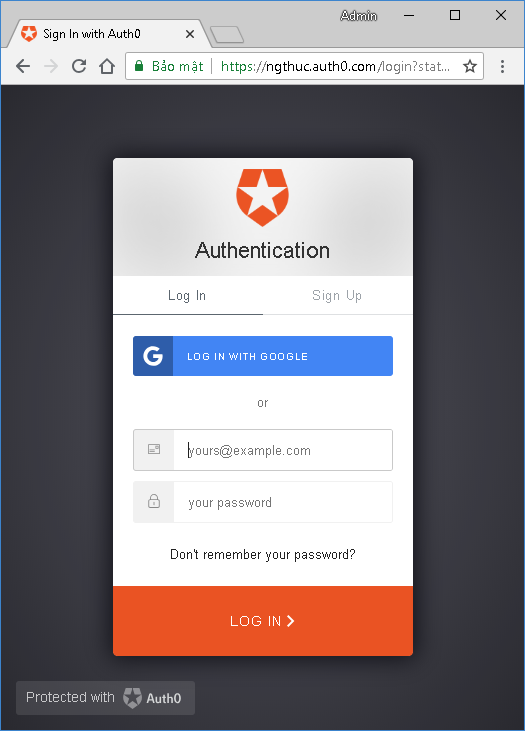 Admin
Sign In with Auth0
Bảo mật https://ngthuc.auth0.com/login?stat...
Authentication
Log In Sign Up
G LOG IN WITH GOOGLE
or
yours@example.com
your password
Don't remember your password?
LOG IN
Protected with Auth0